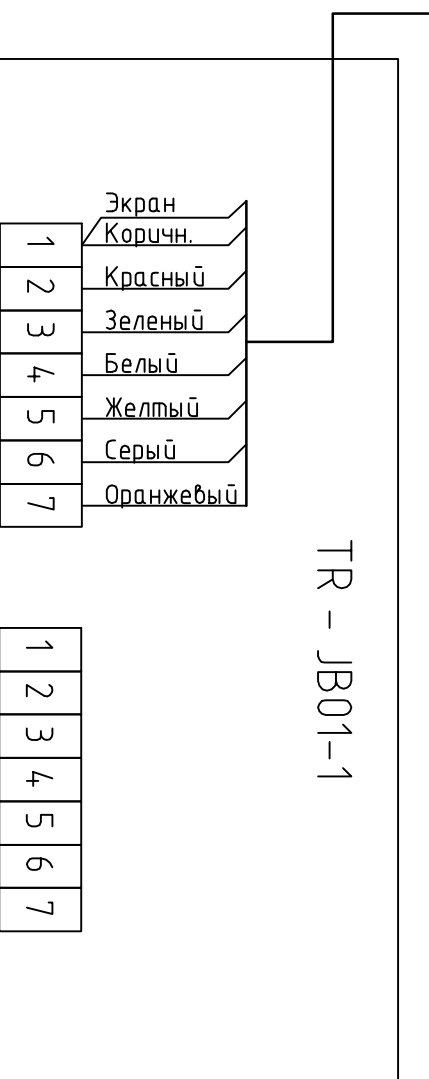 Экран
1 Коричн.
2 Красный
3 Зеленый
4 Белый
5 Желтый
6 Серый
7 Оранжевый
TR - JB01-1
1
2
3
4
5
6
7